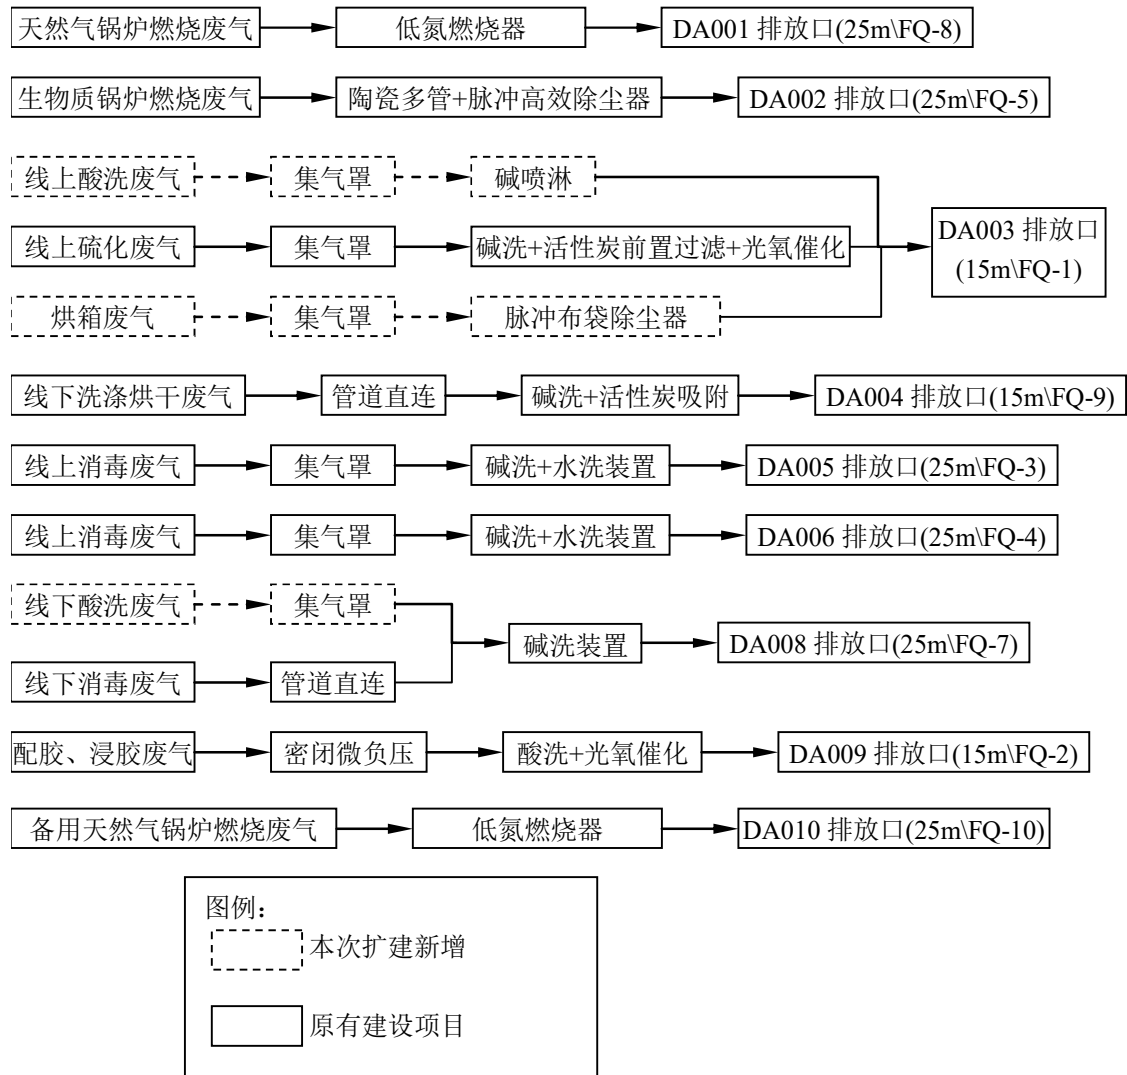 天然气锅炉燃烧废气
低氮燃烧器
DA001 排放口(25m\FQ-8)
生物质锅炉燃烧废气
陶瓷多管+脉冲高效除尘器
DA002 排放口(25m\FQ-5)
线上酸洗废气
集气罩
碱喷淋
线上硫化废气
集气罩
碱洗+活性炭前置过滤+光氧催化
DA003 排放口
(15m\FQ-1)
烘箱废气
集气罩
脉冲布袋除尘器
线下洗涤烘干废气
管道直连
碱洗+活性炭吸附
DA004 排放口(15m\FQ-9)
线上消毒废气
集气罩
碱洗+水洗装置
DA005 排放口(25m\FQ-3)
线上消毒废气
集气罩
碱洗+水洗装置
DA006 排放口(25m\FQ-4)
线下酸洗废气
集气罩
碱洗装置
DA008 排放口(25m\FQ-7)
线下消毒废气
管道直连
配胶、浸胶废气
密闭微负压
酸洗+光氧催化
DA009 排放口(15m\FQ-2)
备用天然气锅炉燃烧废气
低氮燃烧器
DA010 排放口(25m\FQ-10)
图例：
本次扩建新增
原有建设项目